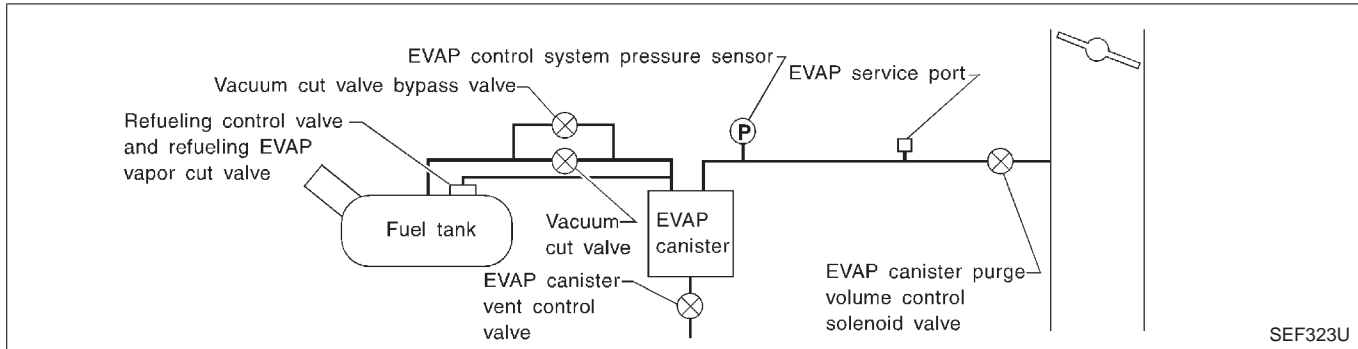 EVAP control system pressure sensor
Vacuum cut valve bypass valve
Refueling control valve
and refueling EVAP
vapor cut valve
Fuel tank
Vacuum
cut valve
EVAP
canister
EVAP canister
vent control
valve
P
EVAP service port
EVAP canister purge
volume control
solenoid valve
SEF323U